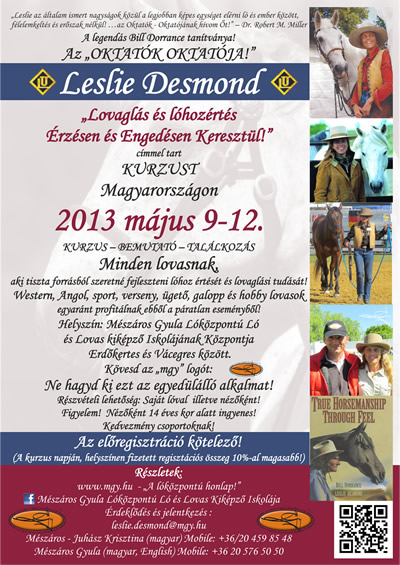 „Leslie az általam ismert nagyságok közül a legjobban képes egységet elérni ló és ember között,
félelemkeltés és erőszak nélkül! …az Oktatók - Oktatójának hívom Őt!" – Dr. Robert M. Miller
A legendás Bill Dorrance tanítványa!
Az „OKTATÓK OKTATÓJA!"
Leslie Desmond
„Lovaglás és lóhozértés
Érzésen és Engedésen Keresztül!"
címmel tart
KURZUST
Magyarországon
2013 május 9-12.
KURZUS – BEMUTATÓ – TALÁLKOZÁS
Minden lovasnak,
aki tiszta forrásból szeretné fejleszteni lóhoz értését és lovaglási tudását!
Western, Angol, sport, verseny, ügető, galopp és hobby lovasok
egyaránt profitálnak ebből a páratlan eseményből!
Helyszín: Mészáros Gyula Lóközpontú Ló
és Lovas kiképző Iskolájának Központja
Erdőkertes és Vácegres között.
Kövesd az „mgy" logót:
Ne hagyd ki ezt az egyedülálló alkalmat!
Részvételi lehetőség: Saját lóval illetve nézőként!
Figyelem! Nézőként 14 éves kor alatt ingyenes!
Kedvezmény csoportoknak!
Az előregisztráció kötelező!
(A kurzus napján, helyszínen fizetett regisztációs összeg 10%-al magasabb!)
Részletek:
www.mgy.hu - „A lóközpontú honlap!"
Mészáros Gyula Lóközpontú Ló és Lovas Kiképző Iskolája
Érdeklődés és jelentkezés :
leslie.desmond@mgy.hu
Mészáros - Juhász Krisztina (magyar) Mobile: +36/20 459 85 48
Mészáros Gyula (magyar, English) Mobile: +36 20 576 50 50
TRUE HORSEMANSHIP
THROUGH FEEL
BILL DORRANCE
LESLIE DESMOND